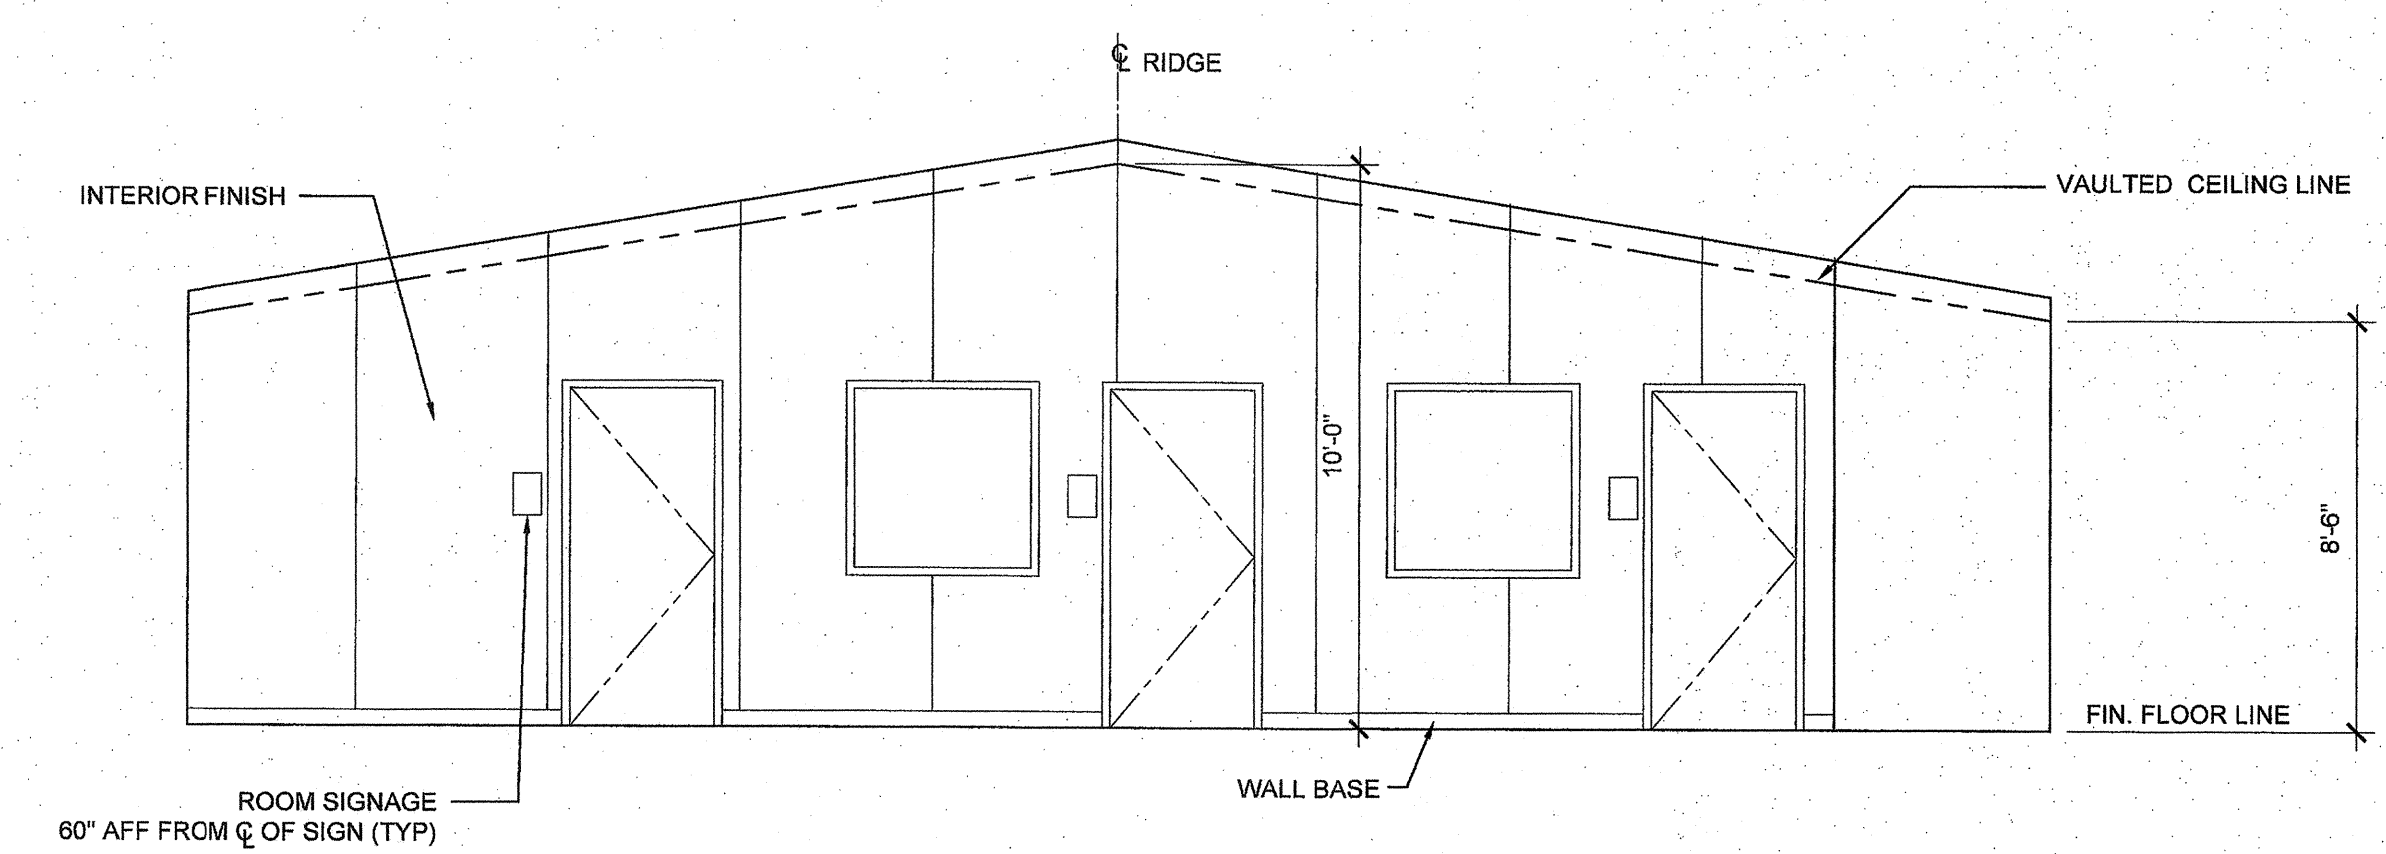 ℄ RIDGE
INTERIOR FINISH
VAULTED CEILING LINE
10'-0"
8'-6"
FIN. FLOOR LINE
WALL BASE
ROOM SIGNAGE
60" AFF FROM ℄ OF SIGN (TYP)